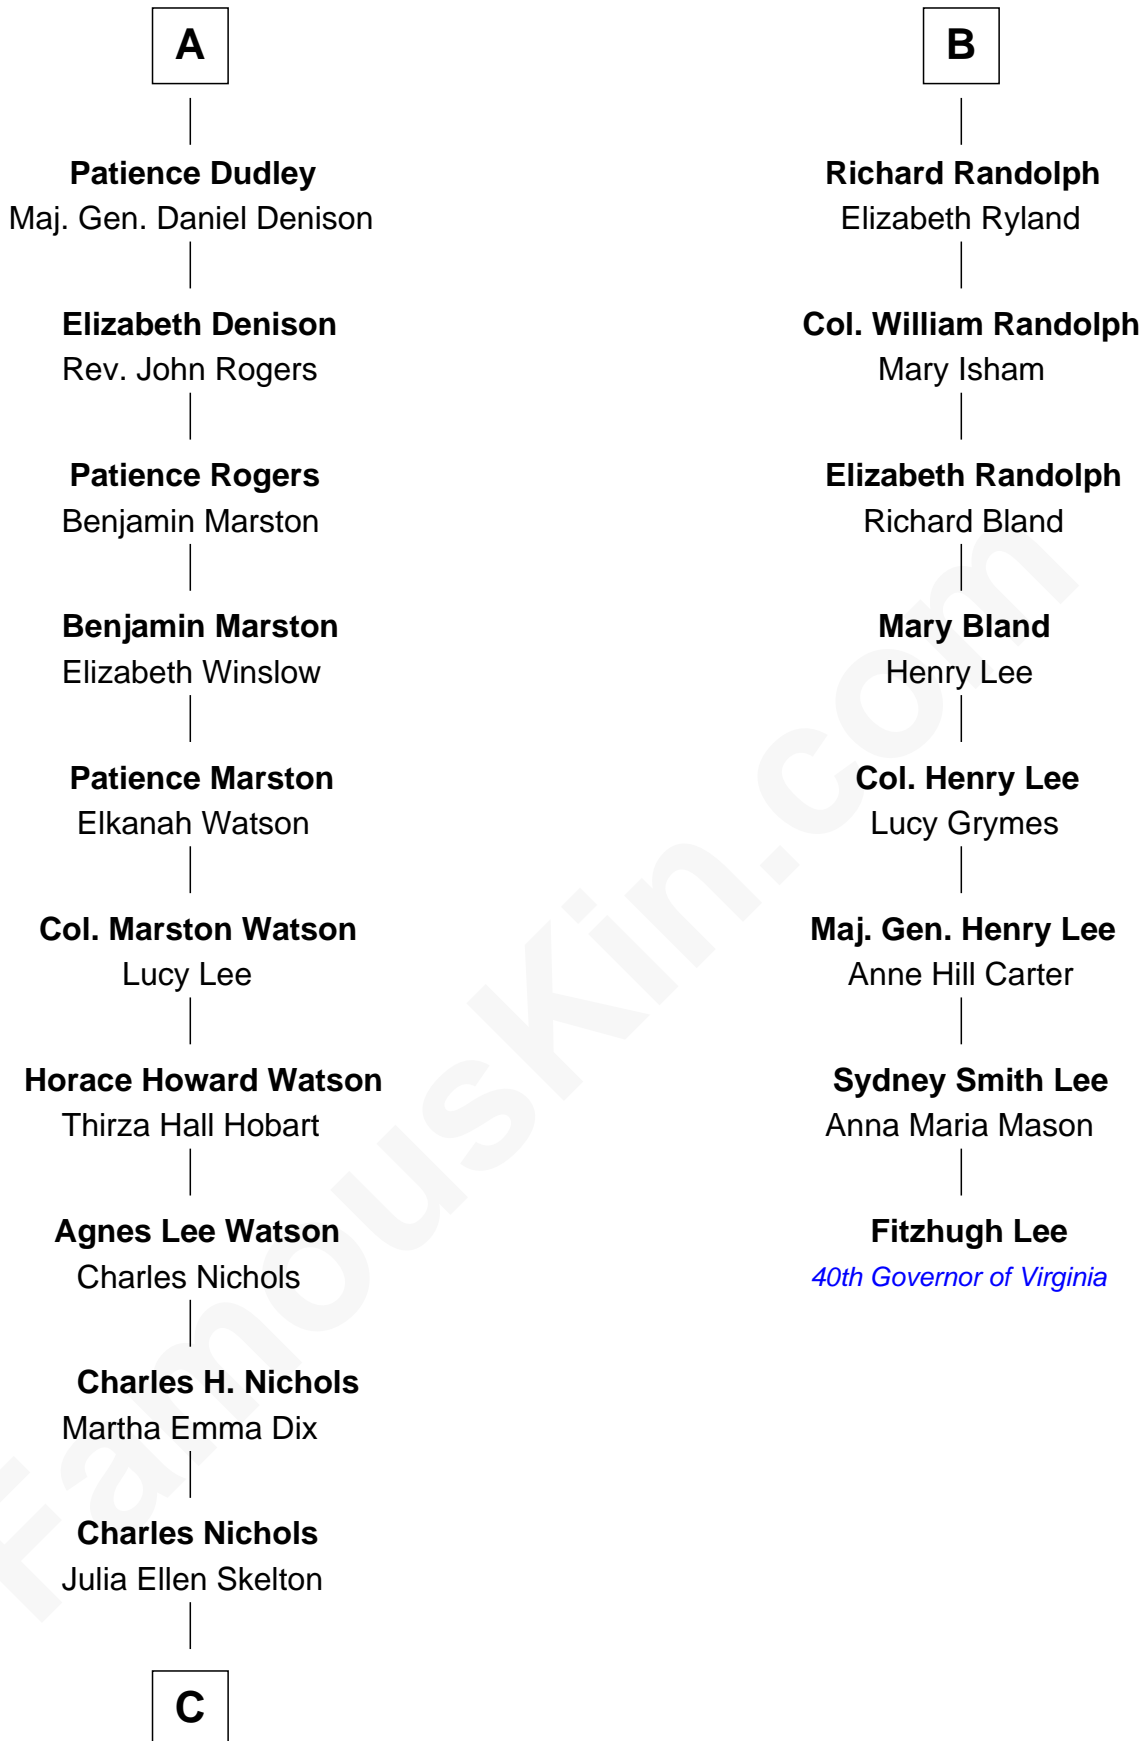 A
Patience Dudley
Maj. Gen. Daniel Denison
Elizabeth Denison
Rev. John Rogers
Patience Rogers
Benjamin Marston
Benjamin Marston
Elizabeth Winslow
Patience Marston
Elkanah Watson
Col. Marston Watson
Lucy Lee
Horace Howard Watson
Thirza Hall Hobart
Agnes Lee Watson
Charles Nichols
Charles H. Nichols
Martha Emma Dix
Charles Nichols
Julia Ellen Skelton
C
B
Richard Randolph
Elizabeth Ryland
Col. William Randolph
Mary Isham
Elizabeth Randolph
Richard Bland
Mary Bland
Henry Lee
Col. Henry Lee
Lucy Grymes
Maj. Gen. Henry Lee
Anne Hill Carter
Sydney Smith Lee
Anna Maria Mason
Fitzhugh Lee
40th Governor of Virginia
FamousKin.com